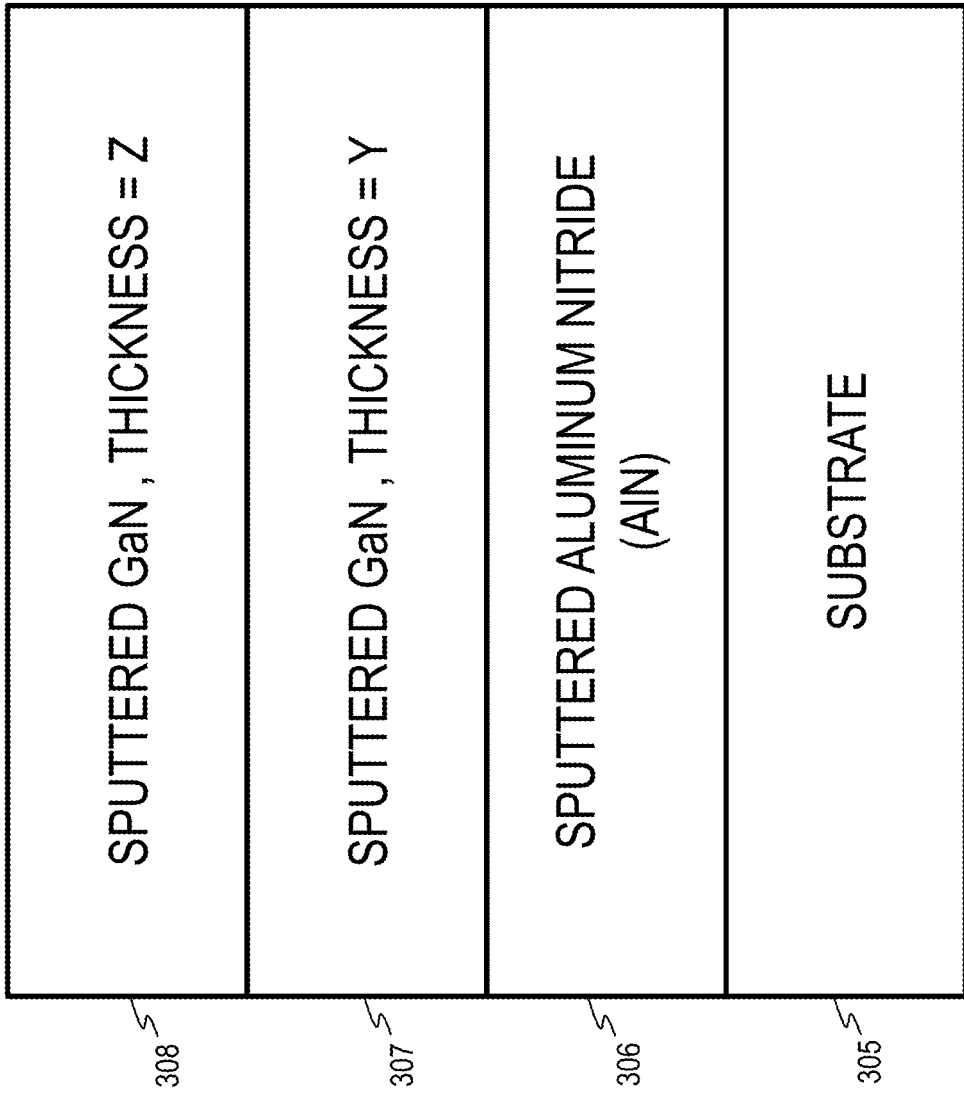 308
SPUTTERED GaN , THICKNESS = Z
307
SPUTTERED GaN , THICKNESS = Y
306
SPUTTERED ALUMINUM NITRIDE
(AlN)
305
SUBSTRATE